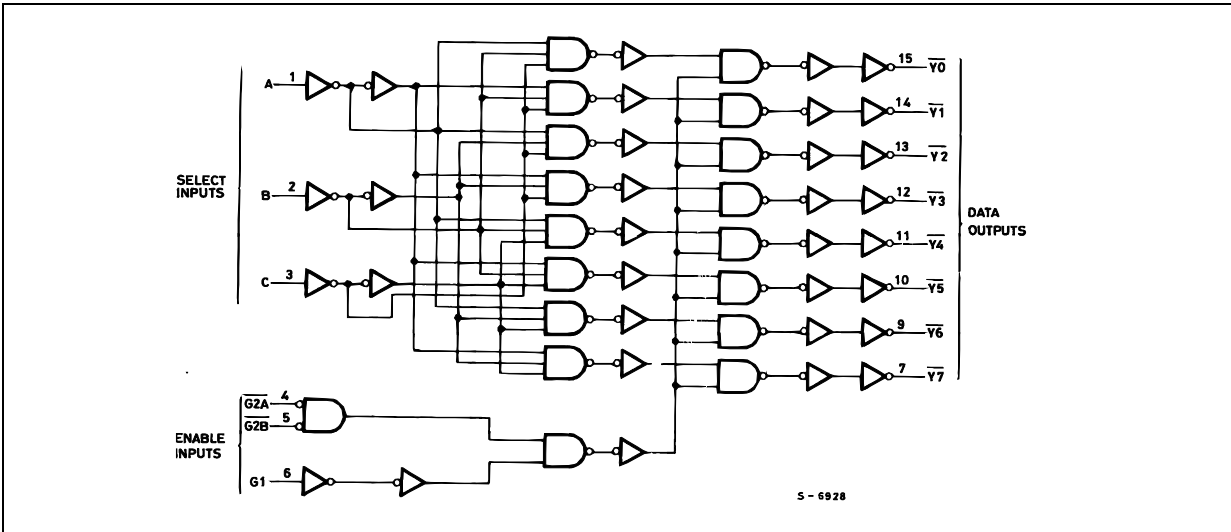 A 1
B 2
C 3
SELECT
INPUTS
G2A 4
G2B 5
G1 6
ENABLE
INPUTS
15 Y0
14 Y1
13 Y2
12 Y3
11 Y4
10 Y5
9 Y6
7 Y7
DATA
OUTPUTS
S-6928